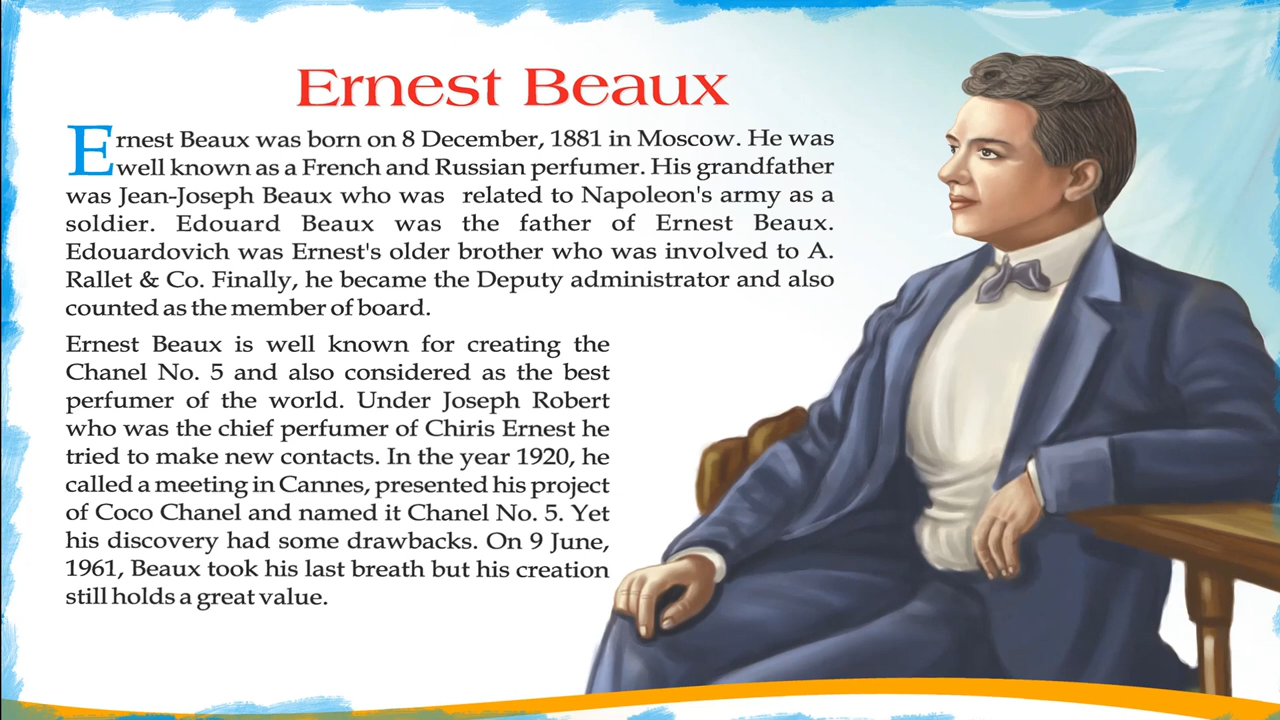 Ernest Beaux
Ernest Beaux was born on 8 December, 1881 in Moscow. He was
well known as a French and Russian perfumer. His grandfather
was Jean-Joseph Beaux who was related to Napoleon's army as a
soldier. Edouard Beaux was the father of Ernest Beaux.
Edouardovich was Ernest's older brother who was involved to A.
Rallet & Co. Finally, he became the Deputy administrator and also
counted as the member of board.
Ernest Beaux is well known for creating the
Chanel No. 5 and also considered as the best
perfumer of the world. Under Joseph Robert
who was the chief perfumer of Chiris Ernest he
tried to make new contacts. In the year 1920, he
called a meeting in Cannes, presented his project
of Coco Chanel and named it Chanel No. 5. Yet
his discovery had some drawbacks. On 9 June,
1961, Beaux took his last breath but his creation
still holds a great value.